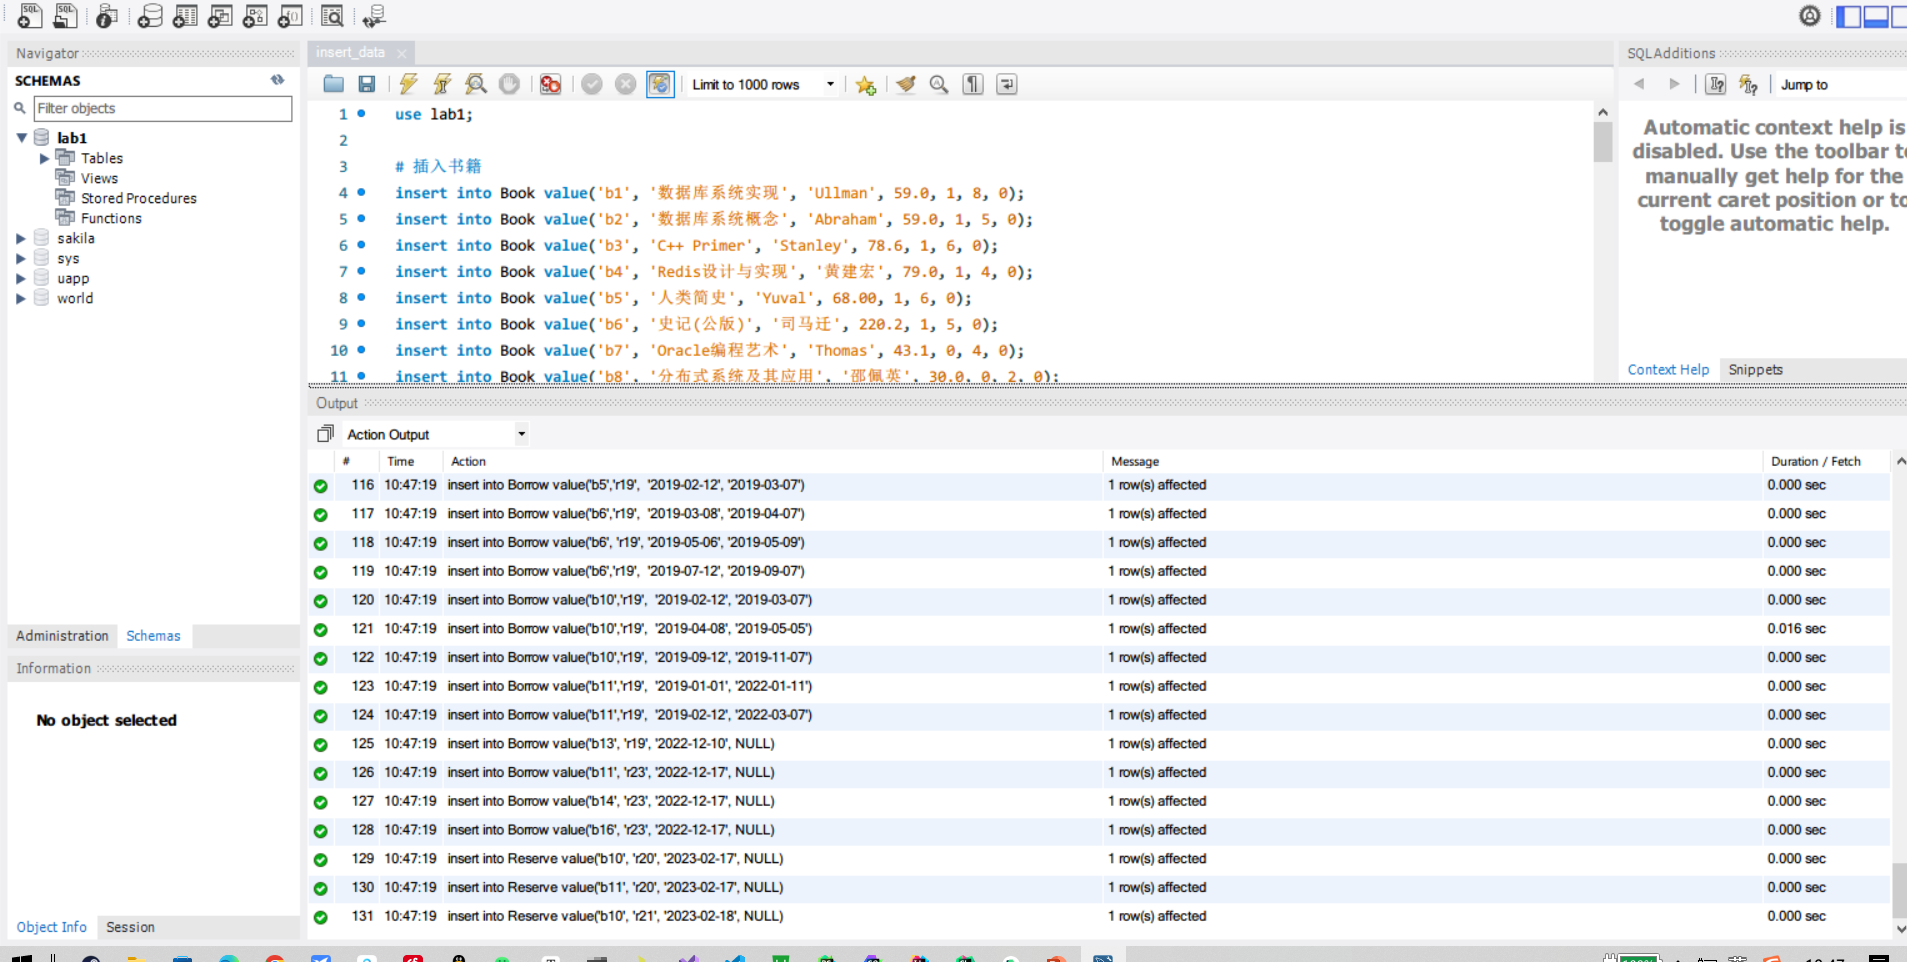 Navigator
SCHEMAS
Filter objects
lab1
Tables
Views
Stored Procedures
Functions
sakila
sys
uapp
world
Administration Schemas
Information
No object selected
Object Info Session
insert_data
Limit to 1000 rows
1 use lab1;
2
3 # 插入书籍
4 insert into Book value('b1', '数据库系统实现', 'Ullman', 59.0, 1, 8, 0);
5 insert into Book value('b2', '数据库系统概念', 'Abraham', 59.0, 1, 5, 0);
6 insert into Book value('b3', 'C++ Primer', 'Stanley', 78.6, 1, 6, 0);
7 insert into Book value('b4', 'Redis设计与实现', '黄建宏', 79.0, 1, 4, 0);
8 insert into Book value('b5', '人类简史', 'Yuval', 68.00, 1, 6, 0);
9 insert into Book value('b6', '史记(公版)', '司马迁', 220.2, 1, 5, 0);
10 insert into Book value('b7', 'Oracle编程艺术', 'Thomas', 43.1, 0, 4, 0);
11 insert into Book value('b8', '分布式系统及其应用', '邵佩英', 30.0, 0, 2, 0);
SQLAdditions
Jump to
Automatic context help is
disabled. Use the toolbar to
manually get help for the
current caret position or to
toggle automatic help.
Context Help Snippets
Output
Action Output
# Time Action Message Duration / Fetch
116 10:47:19 insert into Borrow value('b5','r19', '2019-02-12', '2019-03-07') 1 row(s) affected 0.000 sec
117 10:47:19 insert into Borrow value('b6','r19', '2019-03-08', '2019-04-07') 1 row(s) affected 0.000 sec
118 10:47:19 insert into Borrow value('b6', 'r19', '2019-05-06', '2019-05-09') 1 row(s) affected 0.000 sec
119 10:47:19 insert into Borrow value('b6','r19', '2019-07-12', '2019-09-07') 1 row(s) affected 0.000 sec
120 10:47:19 insert into Borrow value('b10','r19', '2019-02-12', '2019-03-07') 1 row(s) affected 0.000 sec
121 10:47:19 insert into Borrow value('b10','r19', '2019-04-08', '2019-05-05') 1 row(s) affected 0.016 sec
122 10:47:19 insert into Borrow value('b10','r19', '2019-09-12', '2019-11-07') 1 row(s) affected 0.000 sec
123 10:47:19 insert into Borrow value('b11','r19', '2019-01-01', '2022-01-11') 1 row(s) affected 0.000 sec
124 10:47:19 insert into Borrow value('b11','r19', '2019-02-12', '2022-03-07') 1 row(s) affected 0.000 sec
125 10:47:19 insert into Borrow value('b13', 'r19', '2022-12-10', NULL) 1 row(s) affected 0.000 sec
126 10:47:19 insert into Borrow value('b11', 'r23', '2022-12-17', NULL) 1 row(s) affected 0.000 sec
127 10:47:19 insert into Borrow value('b14', 'r23', '2022-12-17', NULL) 1 row(s) affected 0.000 sec
128 10:47:19 insert into Borrow value('b16', 'r23', '2022-12-17', NULL) 1 row(s) affected 0.000 sec
129 10:47:19 insert into Reserve value('b10', 'r20', '2023-02-17', NULL) 1 row(s) affected 0.000 sec
130 10:47:19 insert into Reserve value('b11', 'r20', '2023-02-17', NULL) 1 row(s) affected 0.000 sec
131 10:47:19 insert into Reserve value('b10', 'r21', '2023-02-18', NULL) 1 row(s) affected 0.000 sec